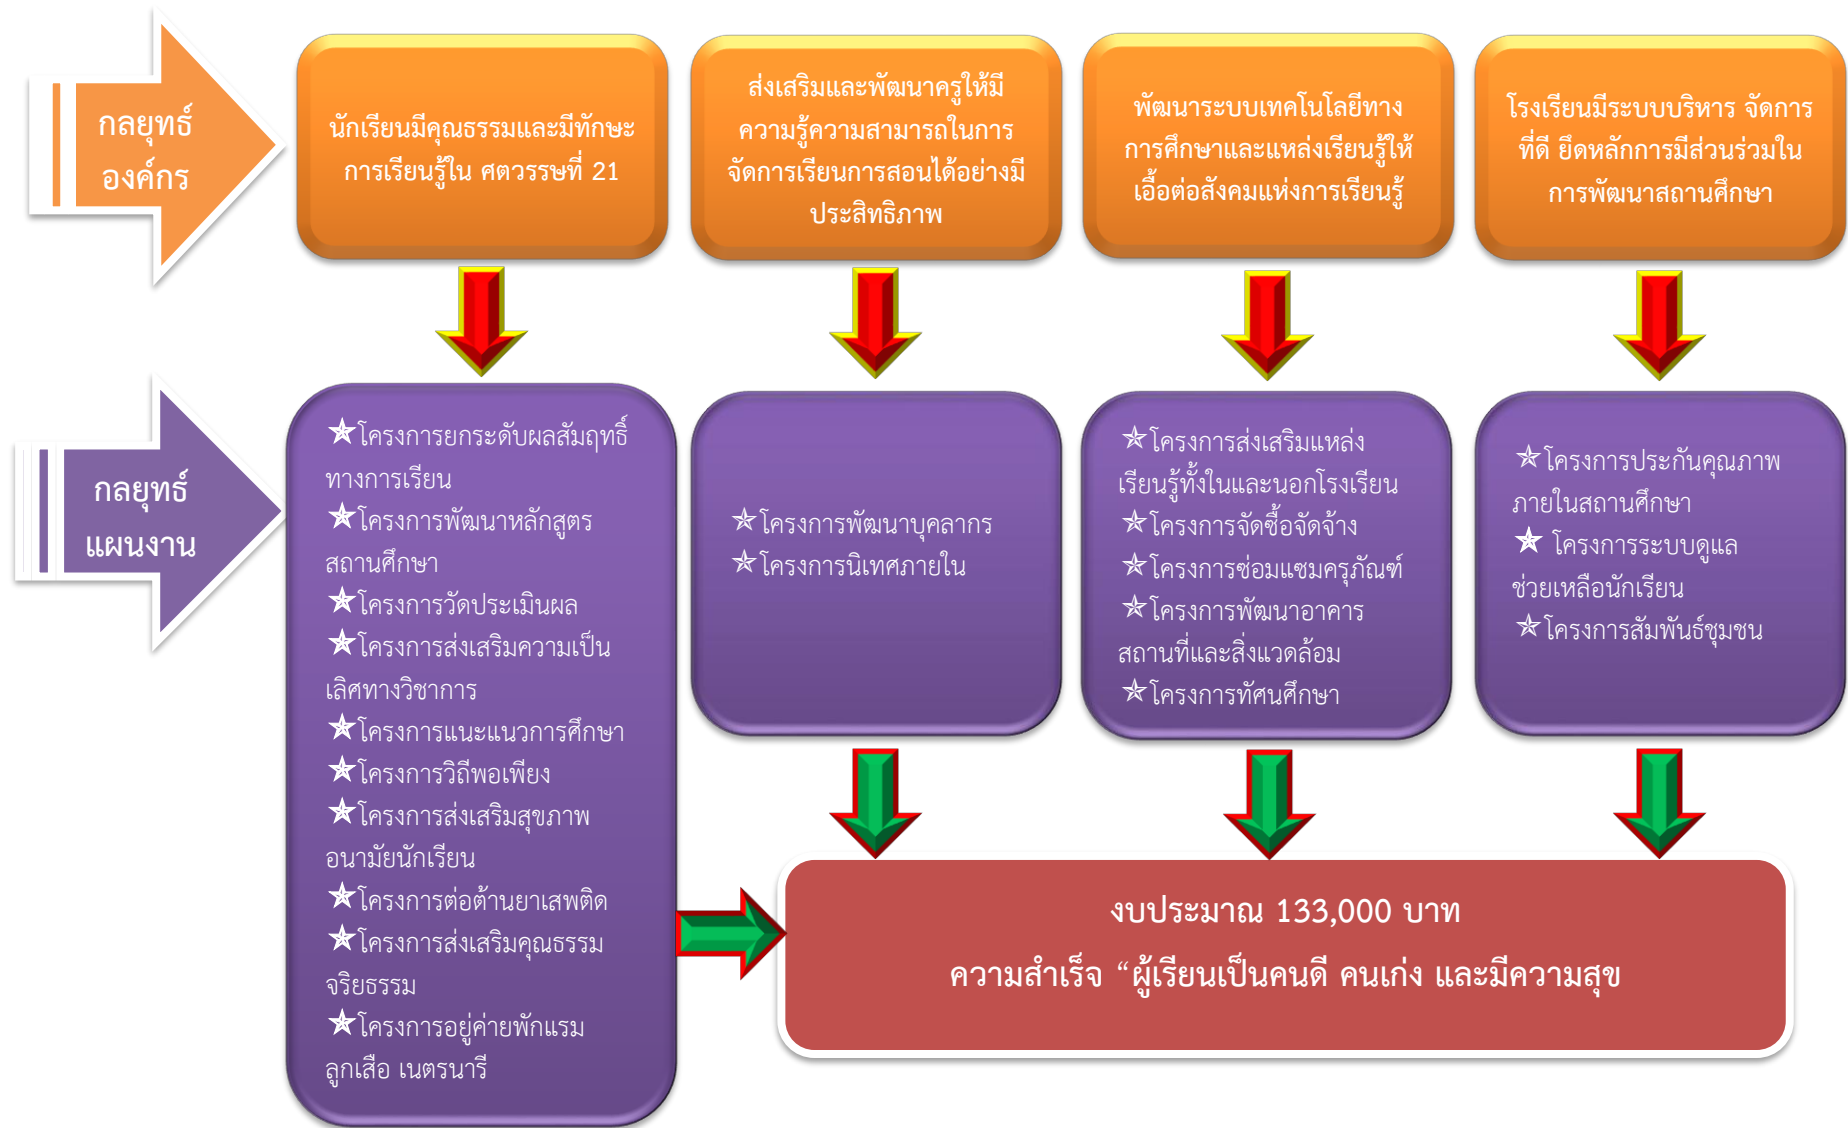 กลยุทธ์
องค์กร
นักเรียนมีคุณธรรมและมีทักษะ
การเรียนรู้ใน ศตวรรษที่ 21
ส่งเสริมและพัฒนาครูให้มี
ความรู้ความสามารถในการ
จัดการเรียนการสอนได้อย่างมี
ประสิทธิภาพ
พัฒนาระบบเทคโนโลยีทาง
การศึกษาและแหล่งเรียนรู้ให้
เอื้อต่อสังคมแห่งการเรียนรู้
โรงเรียนมีระบบบริหาร จัดการ
ที่ดี ยึดหลักการมีส่วนร่วมใน
การพัฒนาสถานศึกษา
กลยุทธ์
แผนงาน
✯โครงการยกระดับผลสัมฤทธิ์
ทางการเรียน
✯โครงการพัฒนาหลักสูตร
สถานศึกษา
✯โครงการวัดประเมินผล
✯โครงการส่งเสริมความเป็น
เลิศทางวิชาการ
✯โครงการแนะแนวการศึกษา
✯โครงการวิถีพอเพียง
✯โครงการส่งเสริมสุขภาพ
อนามัยนักเรียน
✯โครงการต่อต้านยาเสพติด
✯โครงการส่งเสริมคุณธรรม
จริยธรรม
✯โครงการอยู่ค่ายพักแรม
ลูกเสือ เนตรนารี
✯โครงการพัฒนาบุคลากร
✯โครงการนิเทศภายใน
✯โครงการส่งเสริมแหล่ง
เรียนรู้ทั้งในและนอกโรงเรียน
✯โครงการจัดซื้อจัดจ้าง
✯โครงการซ่อมแซมครุภัณฑ์
✯โครงการพัฒนาอาคาร
สถานที่และสิ่งแวดล้อม
✯โครงการทัศนศึกษา
✯โครงการประกันคุณภาพ
ภายในสถานศึกษา
✯ โครงการระบบดูแล
ช่วยเหลือนักเรียน
✯โครงการสัมพันธ์ชุมชน
งบประมาณ 133,000 บาท
ความสำเร็จ “ผู้เรียนเป็นคนดี คนเก่ง และมีความสุข